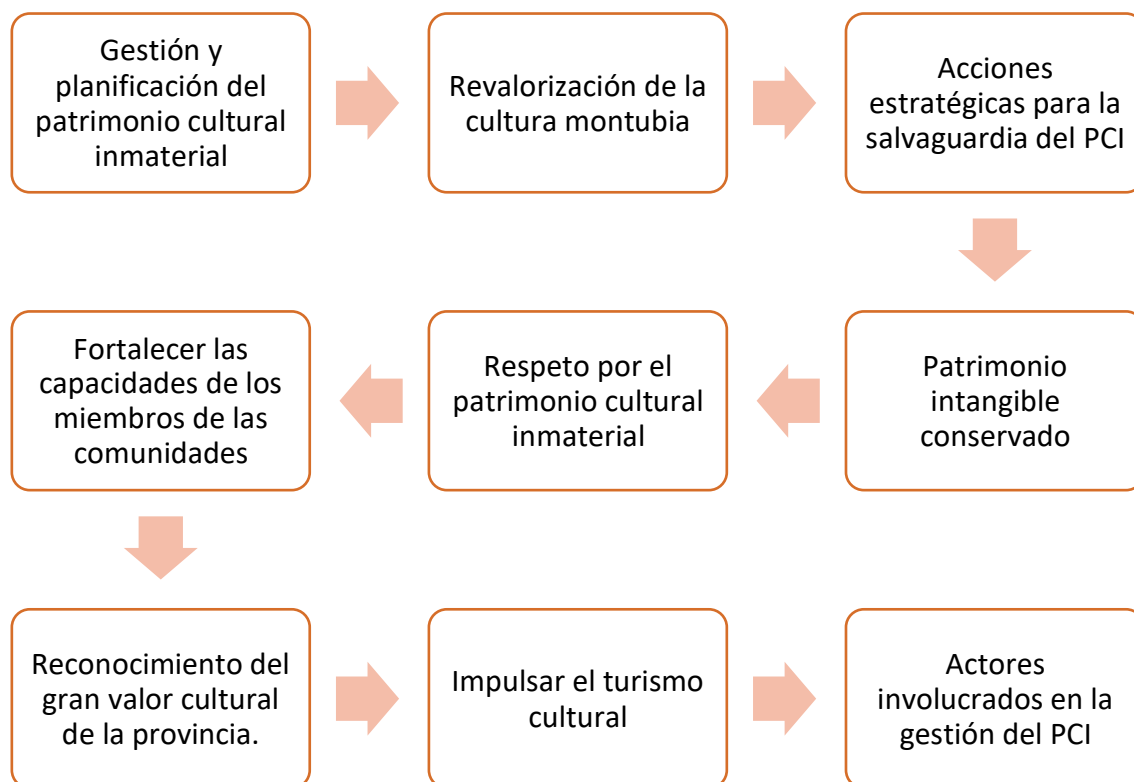 Gestión y
planificación del
patrimonio cultural
inmaterial
Revalorización de la
cultura montubia
Acciones
estratégicas para la
salvaguardia del PCI
Patrimonio
intangible
conservado
Respeto por el
patrimonio cultural
inmaterial
Fortalecer las
capacidades de los
miembros de las
comunidades
Reconocimiento del
gran valor cultural
de la provincia.
Impulsar el turismo
cultural
Actores
involucrados en la
gestión del PCI